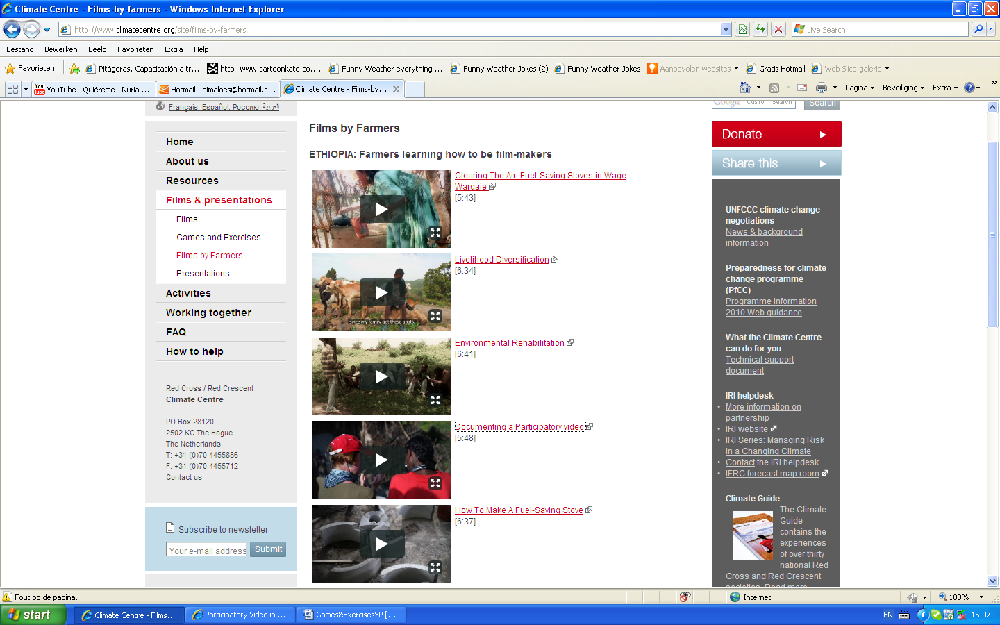 Climate Centre - Films-by-farmers - Windows Internet Explorer
http://www.climatecentre.org/site/films-by-farmers
Live Search
Bestand Bewerken Beeld Favorieten Extra Help
Favorieten Pitágoras. Capacitación a tr... http--www.cartoonkate.co.... Funny Weather everything ... Funny Weather Jokes (2) Funny Weather Jokes Aanbevolen websites Gratis Hotmail Web Slice-galerie
YouTube - Quiéreme - Nuria ... Hotmail - dimaloes@hotmail.c... Climate Centre - Films-by-... Pagina Beveiliging Extra
Français, Español, Россию, العربية
Home
About us
Resources
Films & presentations
Films
Games and Exercises
Films by Farmers
Presentations
Activities
Working together
FAQ
How to help
Red Cross / Red Crescent
Climate Centre
PO Box 28120
2502 KC The Hague
The Netherlands
T: +31 (0)70 4455886
F: +31 (0)70 4455712
Contact us
Subscribe to newsletter
Your e-mail address Submit
Films by Farmers
ETHIOPIA: Farmers learning how to be film-makers
Clearing The Air. Fuel-Saving Stoves in Wage
Wargaje
[5:43]
Livelihood Diversification
[6:34]
since my family got these goats.
Environmental Rehabilitation
[6:41]
Documenting a Participatory video
[5:48]
How To Make A Fuel-Saving Stove
[6:37]
Google Custom Search Search
Donate
Share this
UNFCCC climate change
negotiations
News & background
information
Preparedness for climate
change programme
(PfCC)
Programme information
2010 Web guidance
What the Climate Centre
can do for you
Technical support
document
IRI helpdesk
• More information on
partnership
• IRI website
• IRI Series: Managing Risk
in a Changing Climate
• Contact the IRI helpdesk
• IFRC forecast map room
Climate Guide
The Climate
Guide
contains the
experiences
of over thirty
national Red
Cross and Red Crescent
societies. Read more
Fout op de pagina. Internet 100%
start Climate Centre - Films... Participatory Video in ... Games&ExercisesSP [... EN 15:07